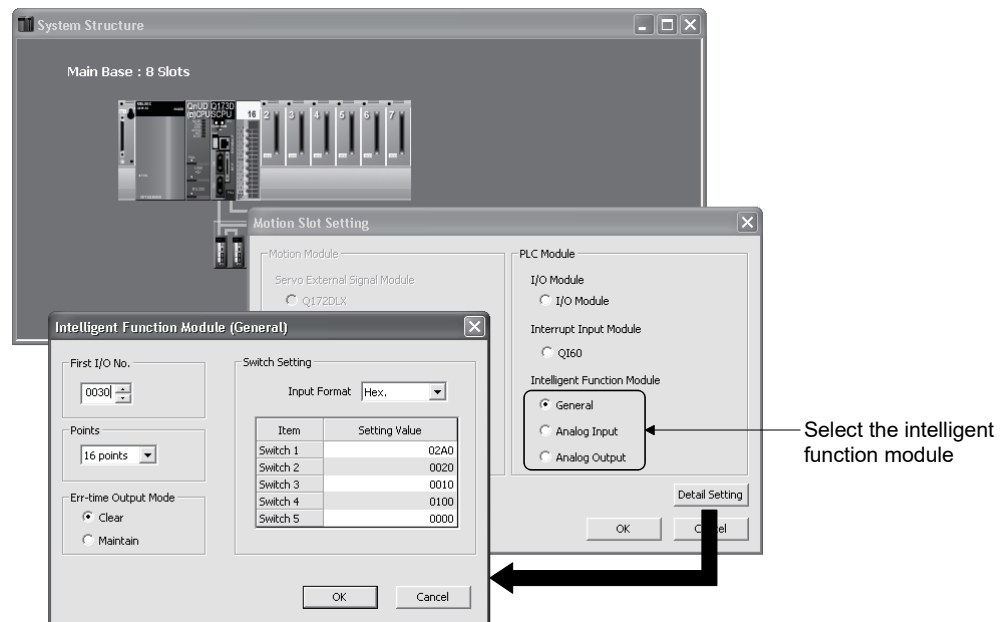 System Structure
Main Base : 8 Slots
QnUD Q173D
(H)CPU SCPU 16 2 3 4 5 6 7
Motion Slot Setting
Motion Module
Servo External Signal Module
Q172DLX
PLC Module
I/O Module
I/O Module
Interrupt Input Module
QI60
Intelligent Function Module
General
Analog Input
Analog Output
Select the intelligent
function module
Detail Setting
OK
Intelligent Function Module (General)
First I/O No.
0030
Points
16 points
Err-time Output Mode
Clear
Maintain
Switch Setting
Input Format Hex.
Item Setting Value
Switch 1 02A0
Switch 2 0020
Switch 3 0010
Switch 4 0100
Switch 5 0000
OK Cancel